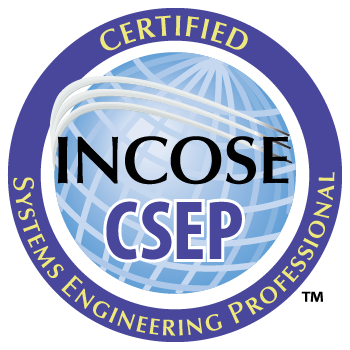 CERTIFIED
INCOSE
CSEP
SYSTEMS ENGINEERING PROFESSIONAL
TM